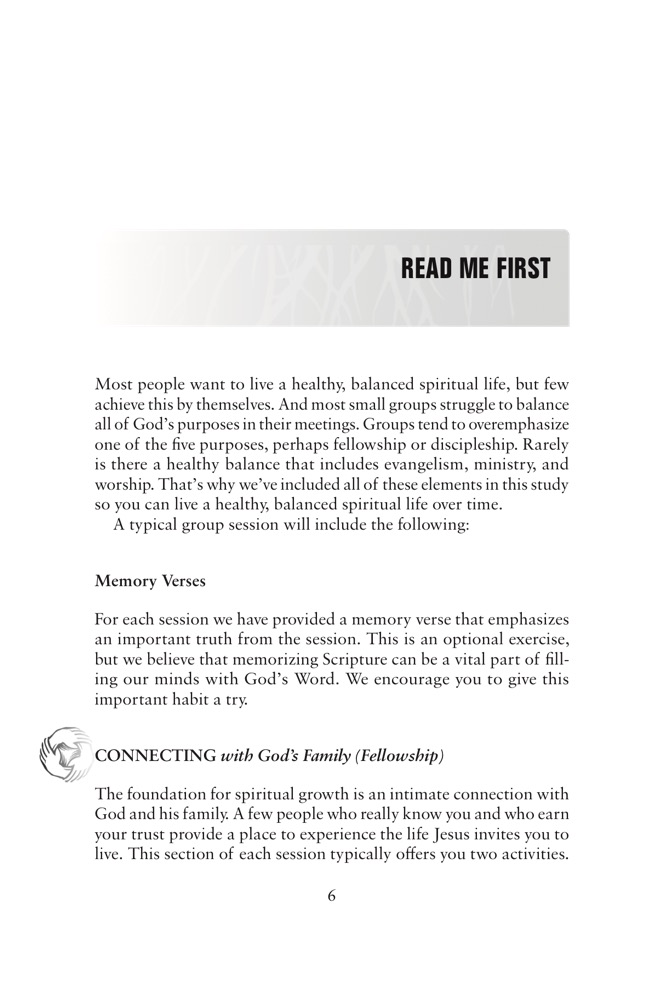 READ ME FIRST
Most people want to live a healthy, balanced spiritual life, but few
achieve this by themselves. And most small groups struggle to balance
all of God's purposes in their meetings. Groups tend to overemphasize
one of the five purposes, perhaps fellowship or discipleship. Rarely
is there a healthy balance that includes evangelism, ministry, and
worship. That's why we've included all of these elements in this study
so you can live a healthy, balanced spiritual life over time.
A typical group session will include the following:
Memory Verses
For each session we have provided a memory verse that emphasizes
an important truth from the session. This is an optional exercise,
but we believe that memorizing Scripture can be a vital part of fill-
ing our minds with God's Word. We encourage you to give this
important habit a try.
CONNECTING with God's Family (Fellowship)
The foundation for spiritual growth is an intimate connection with
God and his family. A few people who really know you and who earn
your trust provide a place to experience the life Jesus invites you to
live. This section of each session typically offers you two activities.
6